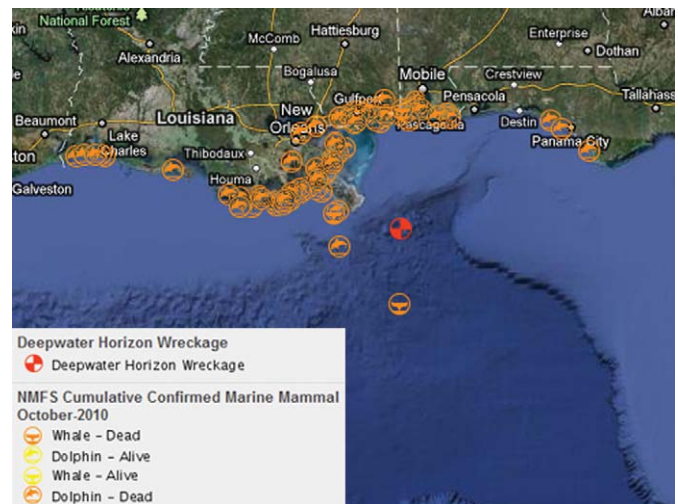 National Forest
McComb
Hattiesburg
Alexandria
Enterprise
Dothan
Bogalusa
Mobile
Crestview
Tallahass
Louisiana
New
Orleans
Gulfport
Pascagoula
Pensacola
Destin
Beaumont
Lake
Charles
Thibodaux
Panama City
Houma
Galveston
Deepwater Horizon Wreckage
Deepwater Horizon Wreckage
NMFS Cumulative Confirmed Marine Mammal
October-2010
Whale – Dead
Dolphin – Alive
Whale – Alive
Dolphin – Dead